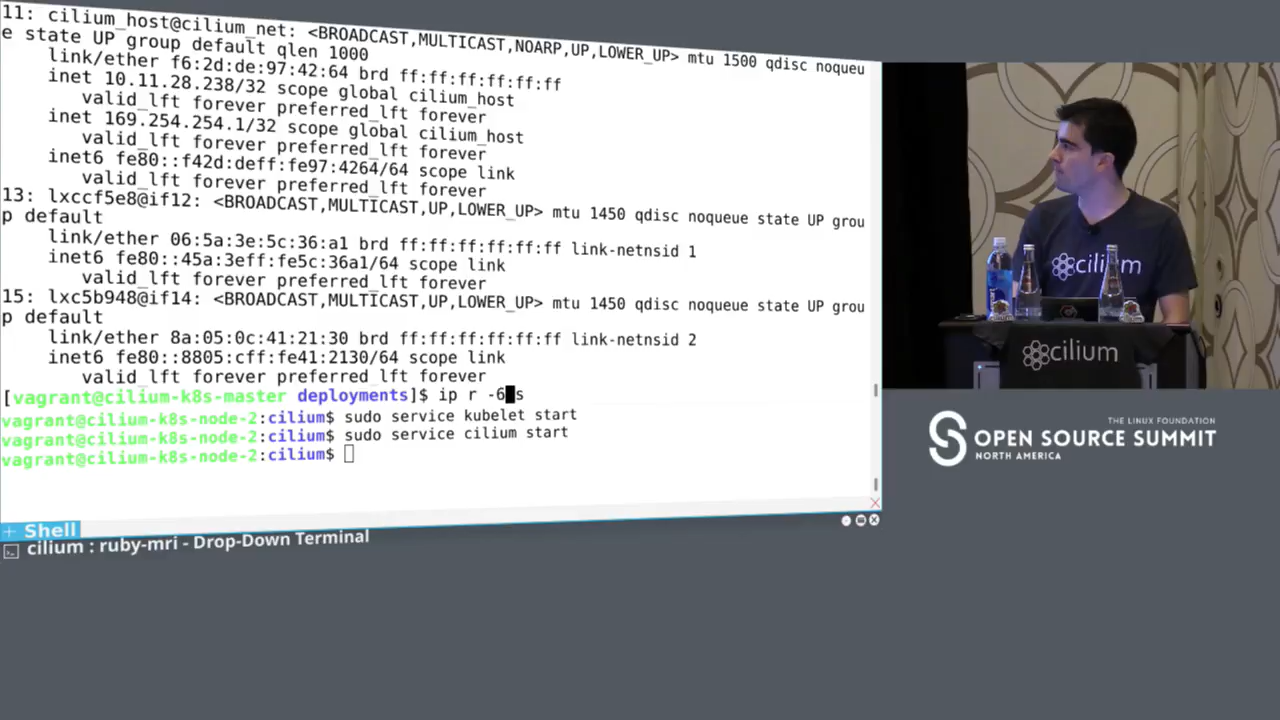 11: cilium_host@cilium_net: <BROADCAST,MULTICAST,NOARP,UP,LOWER_UP> mtu 1500 qdisc noqueu
e state UP group default qlen 1000
link/ether f6:2d:de:97:42:64 brd ff:ff:ff:ff:ff:ff
inet 10.11.28.238/32 scope global cilium_host
valid_lft forever preferred_lft forever
inet 169.254.254.1/32 scope global cilium_host
valid_lft forever preferred_lft forever
inet6 fe80::f42d:deff:fe97:4264/64 scope link
valid_lft forever preferred_lft forever
13: lxccf5e8@if12: <BROADCAST,MULTICAST,UP,LOWER_UP> mtu 1450 qdisc noqueue state UP grou
p default
link/ether 06:5a:3e:5c:36:a1 brd ff:ff:ff:ff:ff:ff link-netnsid 1
inet6 fe80::45a:3eff:fe5c:36a1/64 scope link
valid_lft forever preferred_lft forever
15: lxc5b948@if14: <BROADCAST,MULTICAST,UP,LOWER_UP> mtu 1450 qdisc noqueue state UP grou
p default
link/ether 8a:05:0c:41:21:30 brd ff:ff:ff:ff:ff:ff link-netnsid 2
inet6 fe80::8805:cff:fe41:2130/64 scope link
valid_lft forever preferred_lft forever
[vagrant@cilium-k8s-master deployments]$ ip r -6 s
vagrant@cilium-k8s-node-2:cilium$ sudo service kubelet start
vagrant@cilium-k8s-node-2:cilium$ sudo service cilium start
vagrant@cilium-k8s-node-2:cilium$
+ Shell
cilium : ruby-mri - Drop-Down Terminal
cilium
cilium
THE LINUX FOUNDATION
OPEN SOURCE SUMMIT
NORTH AMERICA